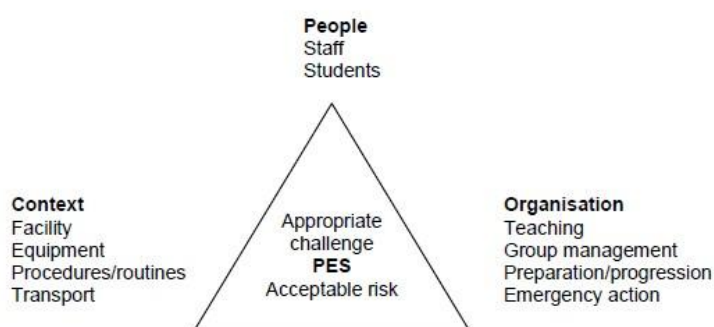 People
Staff
Students
Context
Facility
Equipment
Procedures/routines
Transport
Appropriate
challenge
PES
Acceptable risk
Organisation
Teaching
Group management
Preparation/progression
Emergency action